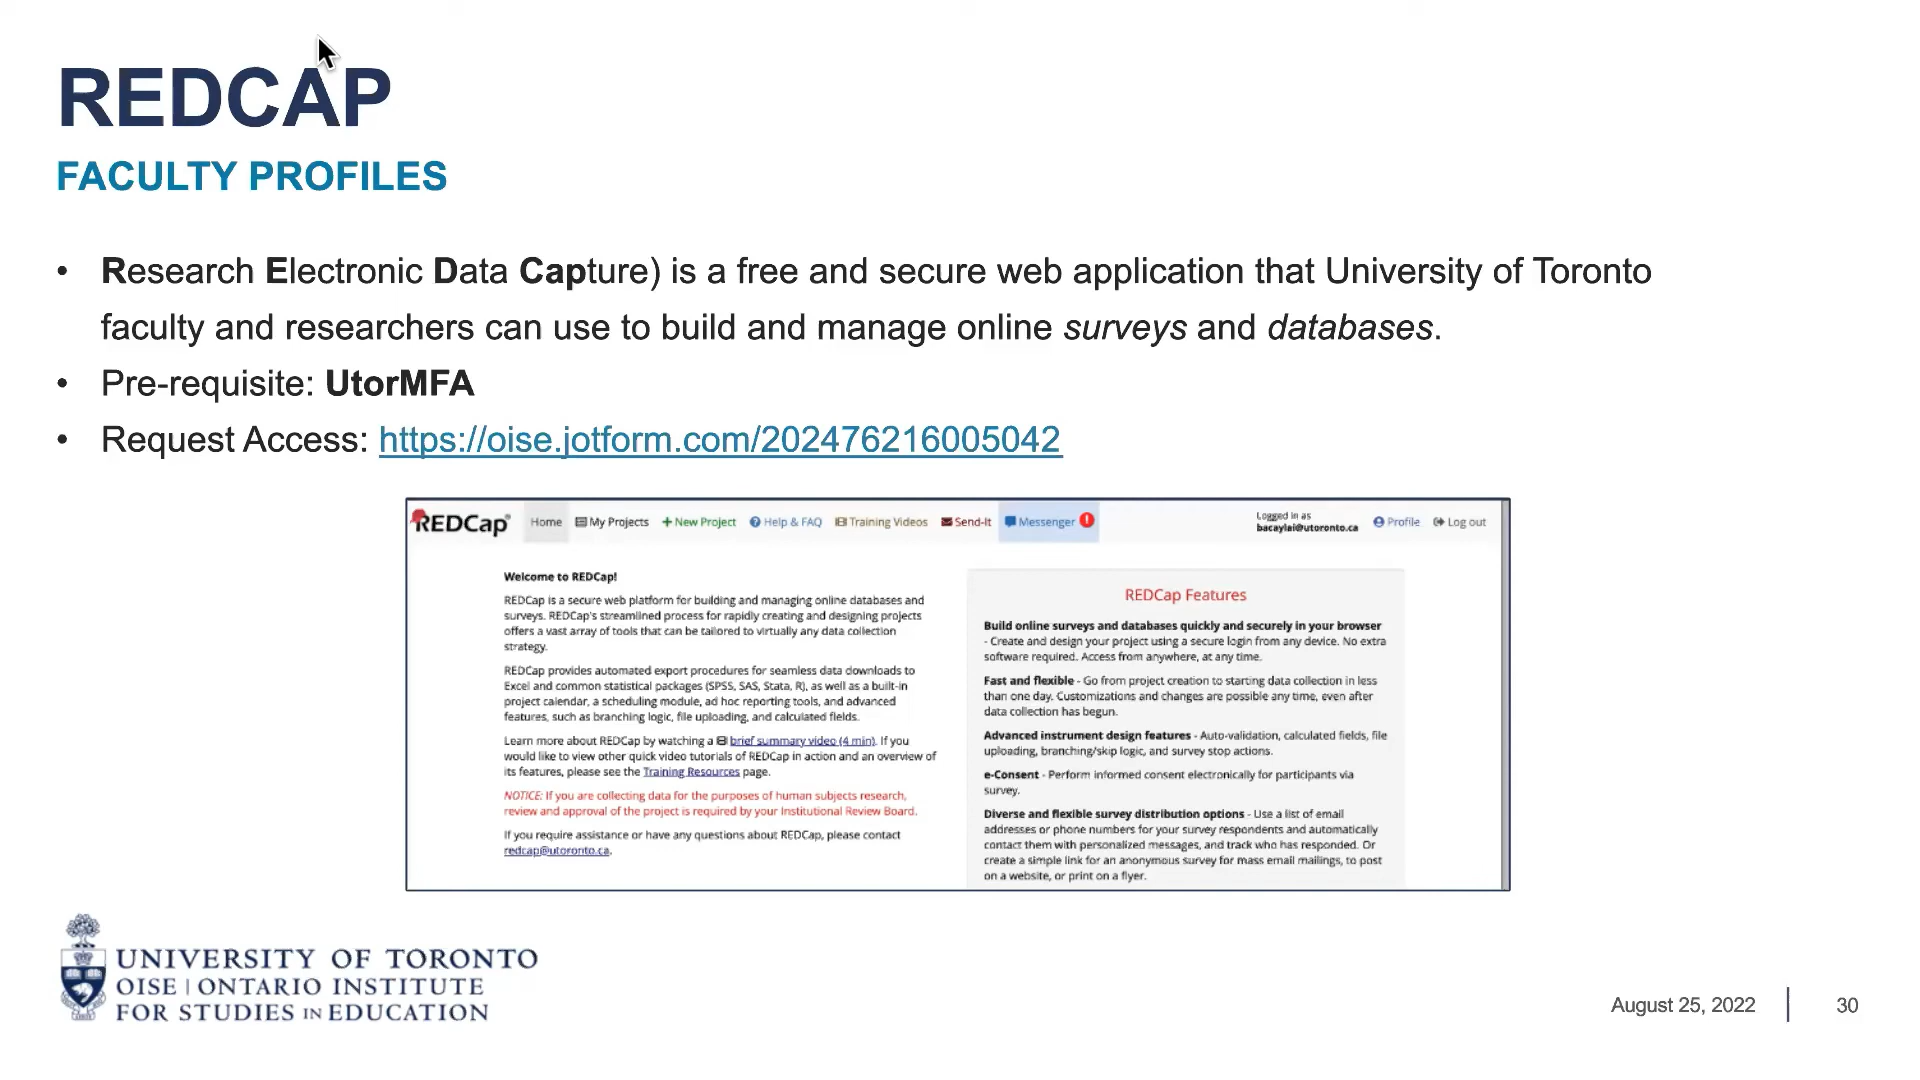 REDCAP
FACULTY PROFILES
• Research Electronic Data Capture) is a free and secure web application that University of Toronto
faculty and researchers can use to build and manage online surveys and databases.
• Pre-requisite: UtorMFA
• Request Access: https://oise.jotform.com/202476216005042
REDCap Home My Projects + New Project Help & FAQ Training Videos Send-It Messenger ! Logged in as Profile Log out
bacaylai@utoronto.ca
Welcome to REDCap!
REDCap is a secure web platform for building and managing online databases and
surveys. REDCap's streamlined process for rapidly creating and designing projects
offers a vast array of tools that can be tailored to virtually any data collection
strategy.
REDCap provides automated export procedures for seamless data downloads to
Excel and common statistical packages (SPSS, SAS, Stata, R), as well as a built-in
project calendar, a scheduling module, ad hoc reporting tools, and advanced
features, such as branching logic, file uploading, and calculated fields.
Learn more about REDCap by watching a brief summary video (4 min). If you
would like to view other quick video tutorials of REDCap in action and an overview of
its features, please see the Training Resources page.
NOTICE: If you are collecting data for the purposes of human subjects research,
review and approval of the project is required by your Institutional Review Board.
If you require assistance or have any questions about REDCap, please contact
redcap@utoronto.ca.
REDCap Features
Build online surveys and databases quickly and securely in your browser
- Create and design your project using a secure login from any device. No extra
software required. Access from anywhere, at any time.
Fast and flexible - Go from project creation to starting data collection in less
than one day. Customizations and changes are possible any time, even after
data collection has begun.
Advanced instrument design features - Auto-validation, calculated fields, file
uploading, branching/skip logic, and survey stop actions.
e-Consent - Perform informed consent electronically for participants via
survey.
Diverse and flexible survey distribution options - Use a list of email
addresses or phone numbers for your survey respondents and automatically
contact them with personalized messages, and track who has responded. Or
create a simple link for an anonymous survey for mass email mailings, to post
on a website, or print on a flyer.
UNIVERSITY OF TORONTO
OISE | ONTARIO INSTITUTE
FOR STUDIES IN EDUCATION
August 25, 2022 30